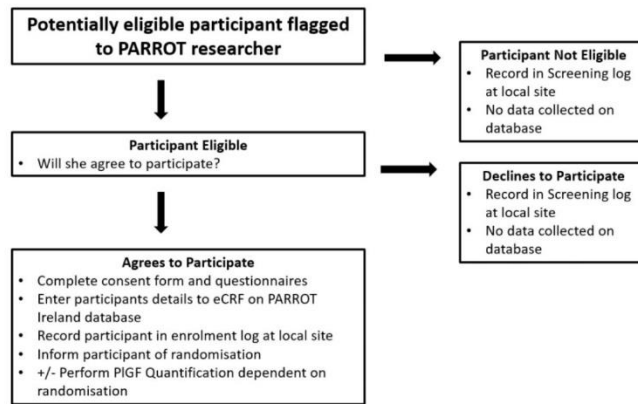 Potentially eligible participant flagged
to PARROT researcher
Participant Not Eligible
• Record in Screening log
at local site
• No data collected on
database
Participant Eligible
• Will she agree to participate?
Declines to Participate
• Record in Screening log
at local site
• No data collected on
database
Agrees to Participate
• Complete consent form and questionnaires
• Enter participants details to eCRF on PARROT
Ireland database
• Record participant in enrolment log at local site
• Inform participant of randomisation
• +/- Perform PlGF Quantification dependent on
randomisation